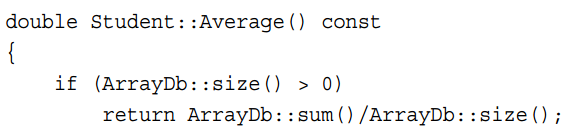 double Student::Average() const
{
    if (ArrayDb::size() > 0)
        return ArrayDb::sum()/ArrayDb::size();